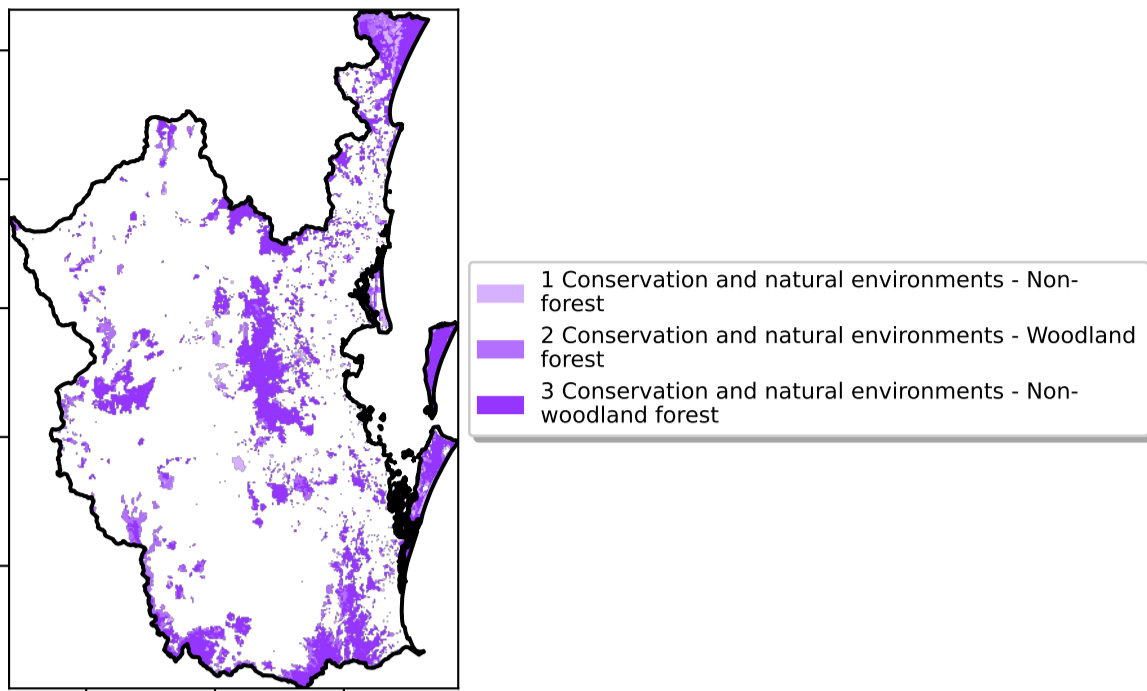 1 Conservation and natural environments - Non-
forest
2 Conservation and natural environments - Woodland
forest
3 Conservation and natural environments - Non-
woodland forest